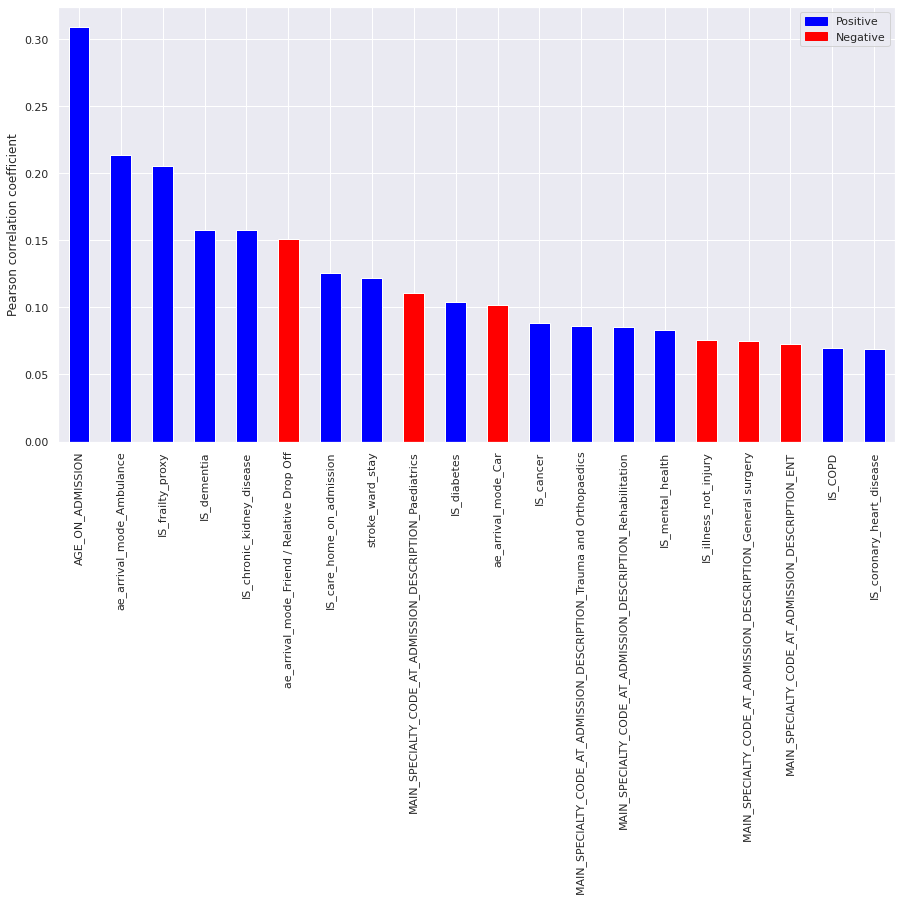 Positive
Negative
Pearson correlation coefficient
0.30
0.25
0.20
0.15
0.10
0.05
0.00
AGE_ON_ADMISSION
ae_arrival_mode_Ambulance
IS_frailty_proxy
IS_dementia
IS_chronic_kidney_disease
ae_arrival_mode_Friend / Relative Drop Off
IS_care_home_on_admission
stroke_ward_stay
MAIN_SPECIALTY_CODE_AT_ADMISSION_DESCRIPTION_Paediatrics
IS_diabetes
ae_arrival_mode_Car
IS_cancer
MAIN_SPECIALTY_CODE_AT_ADMISSION_DESCRIPTION_Trauma and Orthopaedics
MAIN_SPECIALTY_CODE_AT_ADMISSION_DESCRIPTION_Rehabilitation
IS_mental_health
IS_illness_not_injury
MAIN_SPECIALTY_CODE_AT_ADMISSION_DESCRIPTION_General surgery
MAIN_SPECIALTY_CODE_AT_ADMISSION_DESCRIPTION_ENT
IS_COPD
IS_coronary_heart_disease